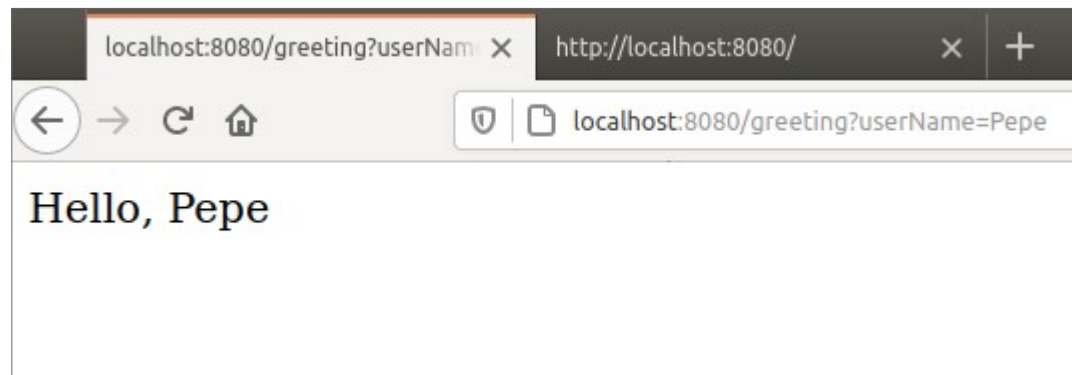 localhost:8080/greeting?userNam
http://localhost:8080/
localhost:8080/greeting?userName=Pepe
Hello, Pepe